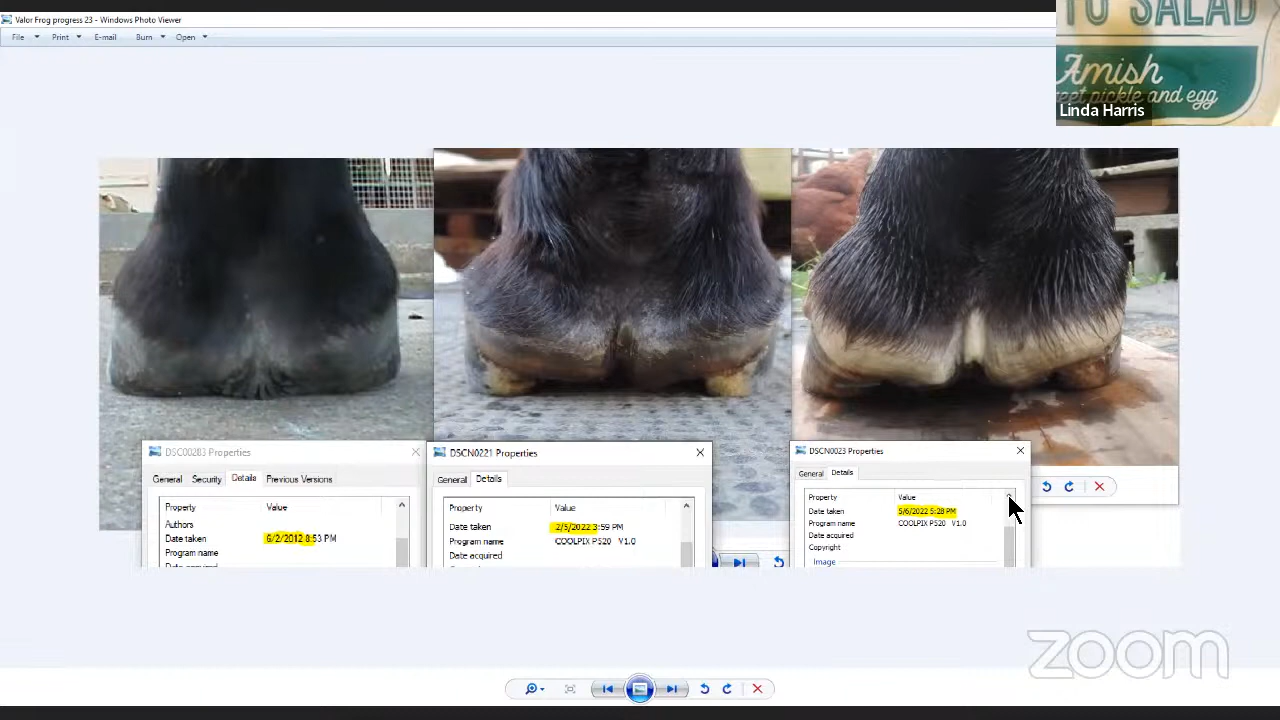 Valor Frog progress 23 - Windows Photo Viewer
File Print E-mail Burn Open
TO SALAD
Amish
sweet pickle and egg
Linda Harris
DSC00283 Properties
General Security Details Previous Versions
Property Value
Authors
Date taken 6/2/2012 8:53 PM
Program name
DSCN0221 Properties
General Details
Property Value
Date taken 2/5/2022 3:59 PM
Program name COOLPIX P520 V1.0
Date acquired
DSCN0023 Properties
General Details
Property Value
Date taken 5/6/2022 5:28 PM
Program name COOLPIX P520 V1.0
Date acquired
Copyright
Image
zoom